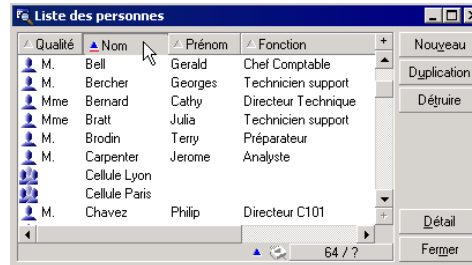 Liste des personnes
Qualité Nom Prénom Fonction +
M. Bell Gerald Chef Comptable
M. Bercher Georges Technicien support
Mme Bernard Cathy Directeur Technique
Mme Bratt Julia Technicien support
M. Brodin Terry Préparateur
M. Carpenter Jerome Analyste
Cellule Lyon
Cellule Paris
M. Chavez Philip Directeur C101
+
64 / ?
Nouveau
Duplication
Détruire
Détail
Fermer